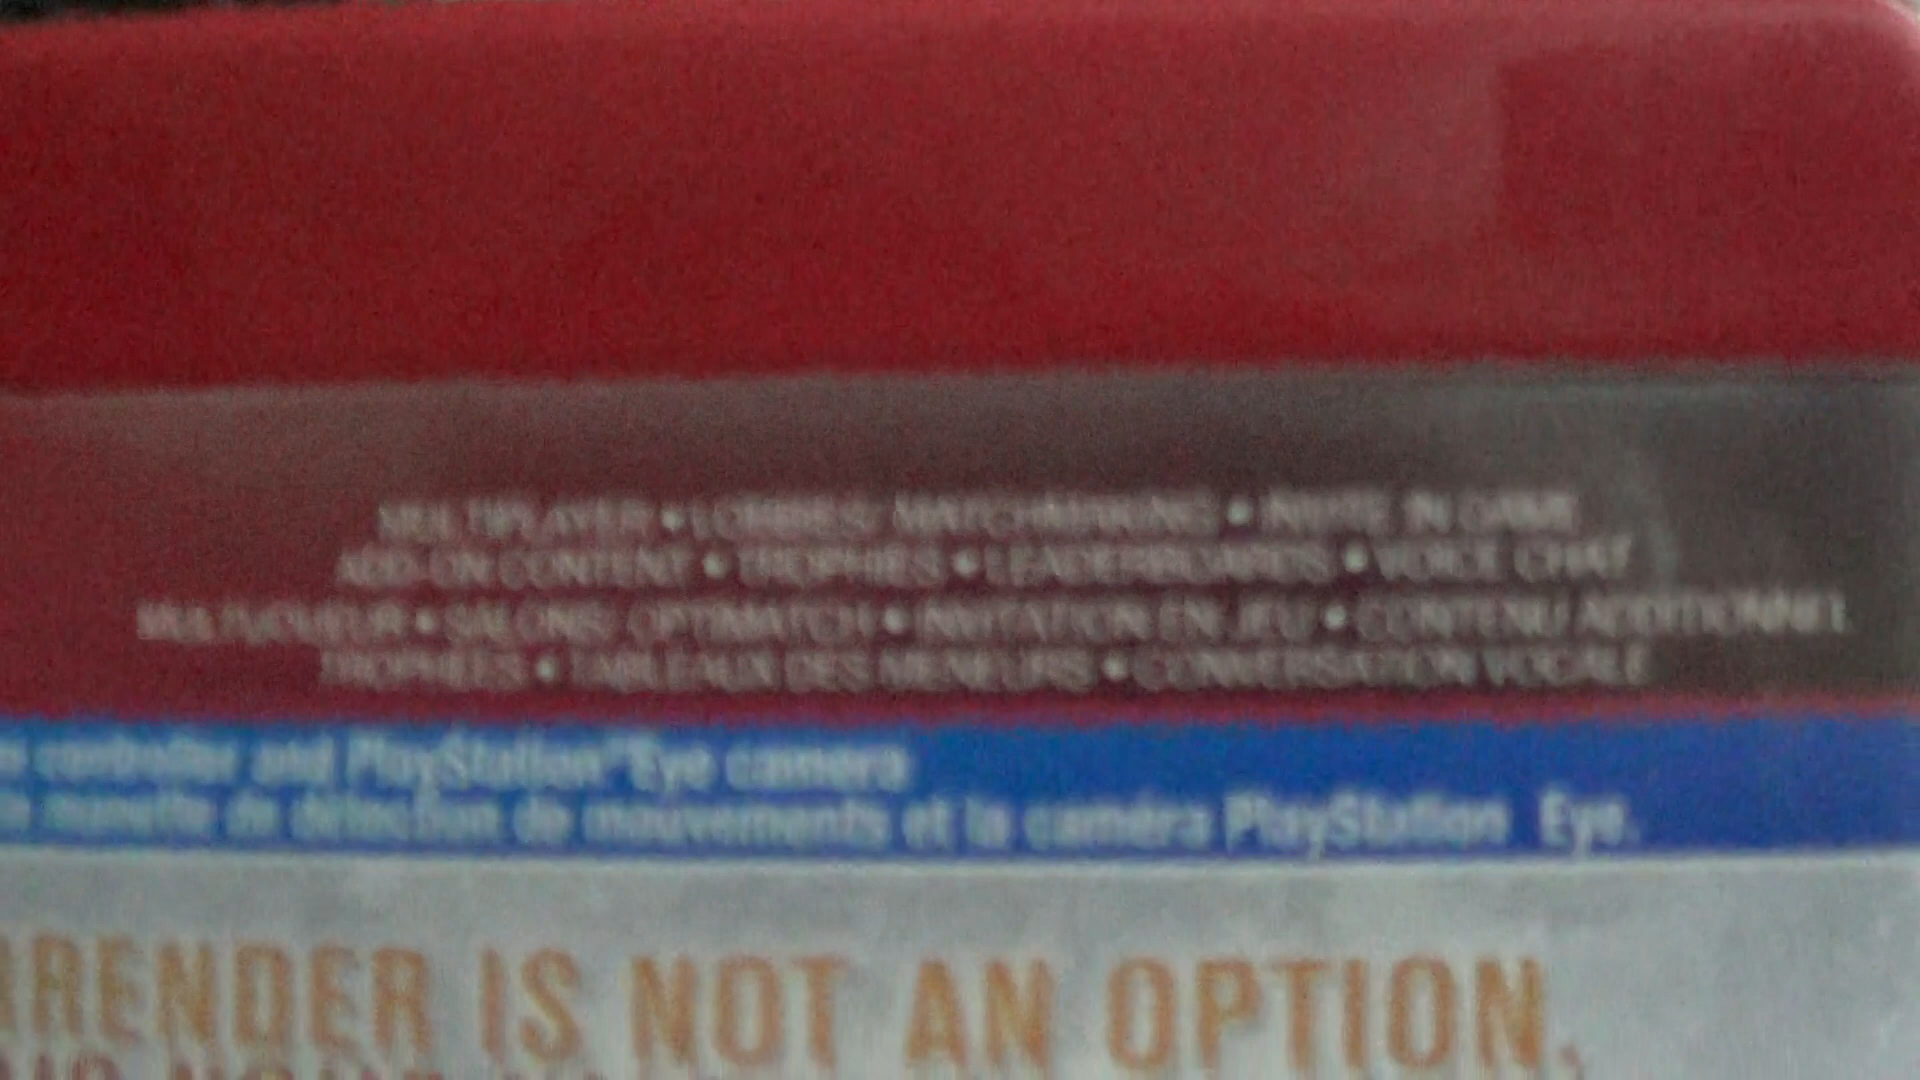 MULTIPLAYER • LOBBIES/MATCHMAKING • INVITE IN GAME
ADD-ON CONTENT • TROPHIES • LEADERBOARDS • VOICE CHAT
MULTIJOUEUR • SALONS/OPTIMATCH • INVITATION EN JEU • CONTENU ADDITIONNEL
TROPHÉES • TABLEAUX DES MENEURS • CONVERSATION VOCALE
controller and PlayStation®Eye camera
manette de détection de mouvements et la caméra PlayStation Eye.
RRENDER IS NOT AN OPTION.